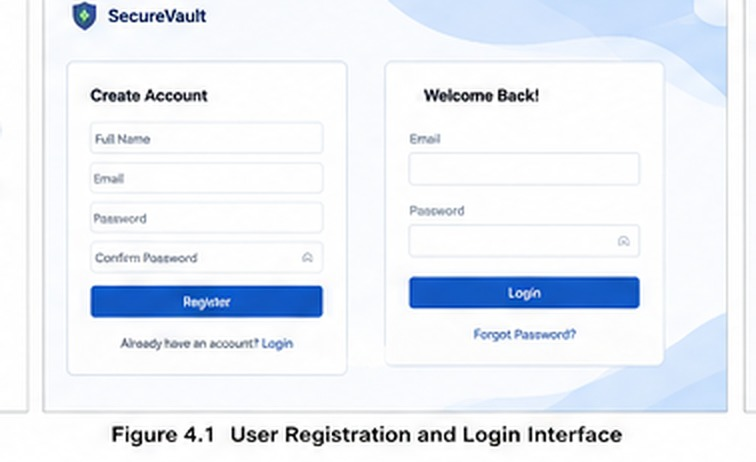 SecureVault
Create Account
Full Name
Email
Password
Confirm Password
Register
Already have an account? Login
Welcome Back!
Email
Password
Login
Forgot Password?
Figure 4.1 User Registration and Login Interface